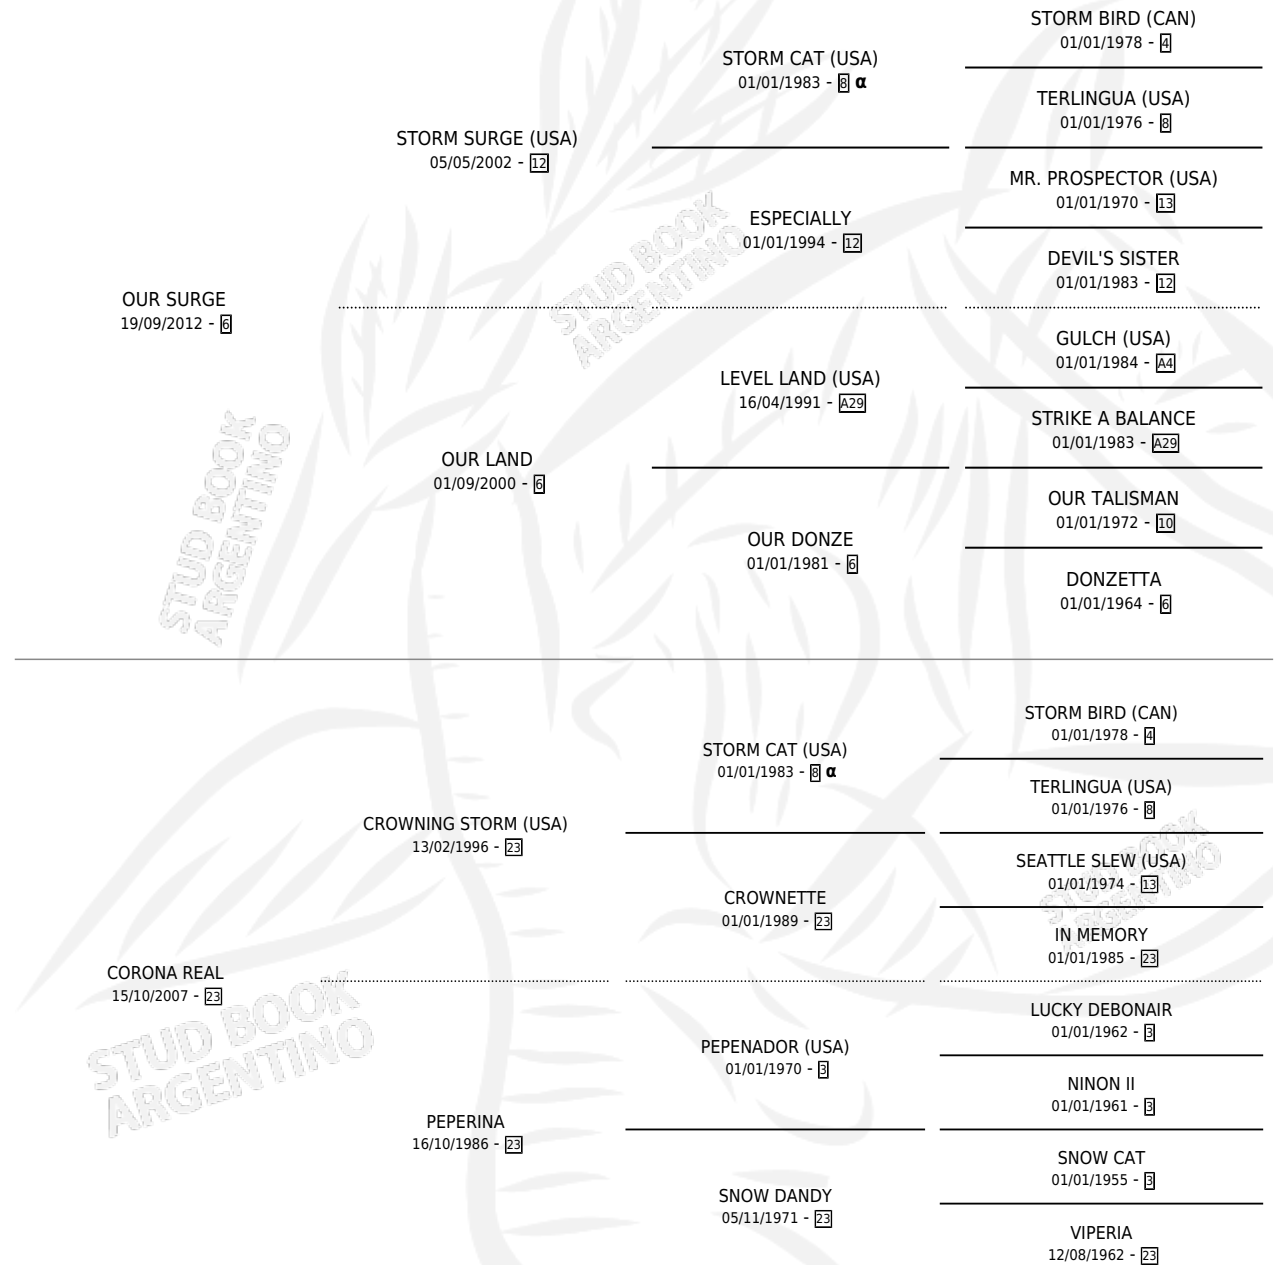 STORM BIRD (CAN)
01/01/1978 - 4
STORM CAT (USA)
01/01/1983 - 8 α
TERLINGUA (USA)
01/01/1976 - 8
STORM SURGE (USA)
05/05/2002 - 12
MR. PROSPECTOR (USA)
01/01/1970 - 13
ESPECIALLY
01/01/1994 - 12
DEVIL'S SISTER
01/01/1983 - 12
OUR SURGE
19/09/2012 - 6
GULCH (USA)
01/01/1984 - A4
LEVEL LAND (USA)
16/04/1991 - A29
STRIKE A BALANCE
01/01/1983 - A29
OUR LAND
01/09/2000 - 6
OUR TALISMAN
01/01/1972 - 10
OUR DONZE
01/01/1981 - 6
DONZETTA
01/01/1964 - 6
STORM BIRD (CAN)
01/01/1978 - 4
STORM CAT (USA)
01/01/1983 - 8 α
TERLINGUA (USA)
01/01/1976 - 8
CROWNING STORM (USA)
13/02/1996 - 23
SEATTLE SLEW (USA)
01/01/1974 - 13
CROWNETTE
01/01/1989 - 23
IN MEMORY
01/01/1985 - 23
CORONA REAL
15/10/2007 - 23
LUCKY DEBONAIR
01/01/1962 - 3
PEPENADOR (USA)
01/01/1970 - 3
NINON II
01/01/1961 - 3
PEPERINA
16/10/1986 - 23
SNOW CAT
01/01/1955 - 3
SNOW DANDY
05/11/1971 - 23
VIPERIA
12/08/1962 - 23
STUD BOOK
ARGENTINO
STUD BOOK
ARGENTINO
STUD BOOK
ARGENTINO
STUD BOOK
ARGENTINO